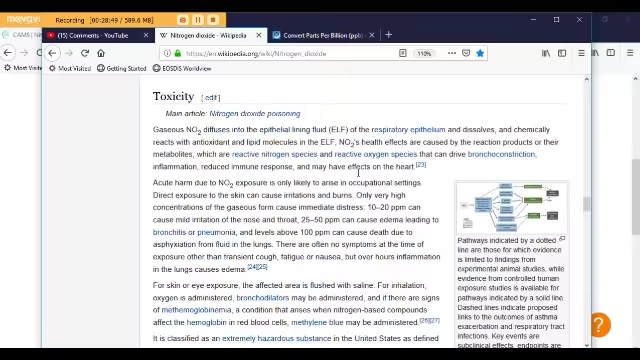 movavi
Recording [ 00:28:49 / 589.6 MB ]
CAMS | N
(7) Comments - YouTube
Nitrogen dioxide - Wikipedia
Convert Parts Per Billion (ppb)
https://en.wikipedia.org/wiki/Nitrogen_dioxide
110%
Most Visited
Most Visited
Getting Started
EOSDIS Worldview
Toxicity [ edit ]
Main article: Nitrogen dioxide poisoning
Gaseous NO2 diffuses into the epithelial lining fluid (ELF) of the respiratory epithelium and dissolves, and chemically
reacts with antioxidant and lipid molecules in the ELF. NO2's health effects are caused by the reaction products or their
metabolites, which are reactive nitrogen species and reactive oxygen species that can drive bronchoconstriction,
inflammation, reduced immune response, and may have effects on the heart.[23]
Acute harm due to NO2 exposure is only likely to arise in occupational settings.
Direct exposure to the skin can cause irritations and burns. Only very high
concentrations of the gaseous form cause immediate distress: 10–20 ppm can
cause mild irritation of the nose and throat, 25–50 ppm can cause edema leading to
bronchitis or pneumonia, and levels above 100 ppm can cause death due to
asphyxiation from fluid in the lungs. There are often no symptoms at the time of
exposure other than transient cough, fatigue or nausea, but over hours inflammation
in the lungs causes edema.[24][25]
For skin or eye exposure, the affected area is flushed with saline. For inhalation,
oxygen is administered, bronchodilators may be administered, and if there are signs
of methemoglobinemia, a condition that arises when nitrogen-based compounds
affect the hemoglobin in red blood cells, methylene blue may be administered.[26][27]
It is classified as an extremely hazardous substance in the United States as defined
Pathways indicated by a dotted
line are those for which evidence
is limited to findings from
experimental animal studies, while
evidence from controlled human
exposure studies is available for
pathways indicated by a solid line.
Dashed lines indicate proposed
links to the outcomes of asthma
exacerbation and respiratory tract
infections. Key events are
subclinical effects, endpoints are
?